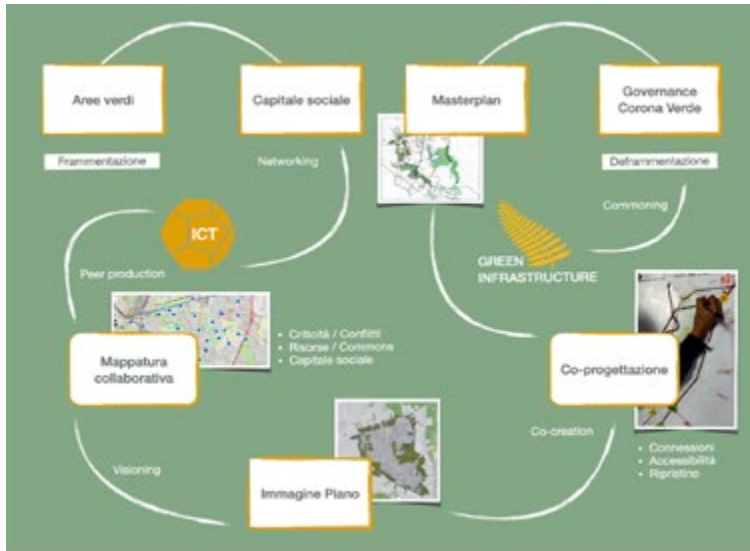 Aree verdi
Capitale sociale
Masterplan
Governance
Corona Verde
Frammentazione
Networking
Deframmentazione
Commoning
ICT
GREEN
INFRASTRUCTURE
Peer production
Mappatura
collaborativa
• Criticità / Conflitti
• Risorse / Commons
• Capitale sociale
Co-progettazione
Co-creation
• Connessioni
• Accessibilità
• Ripristino
Visioning
Immagine Piano